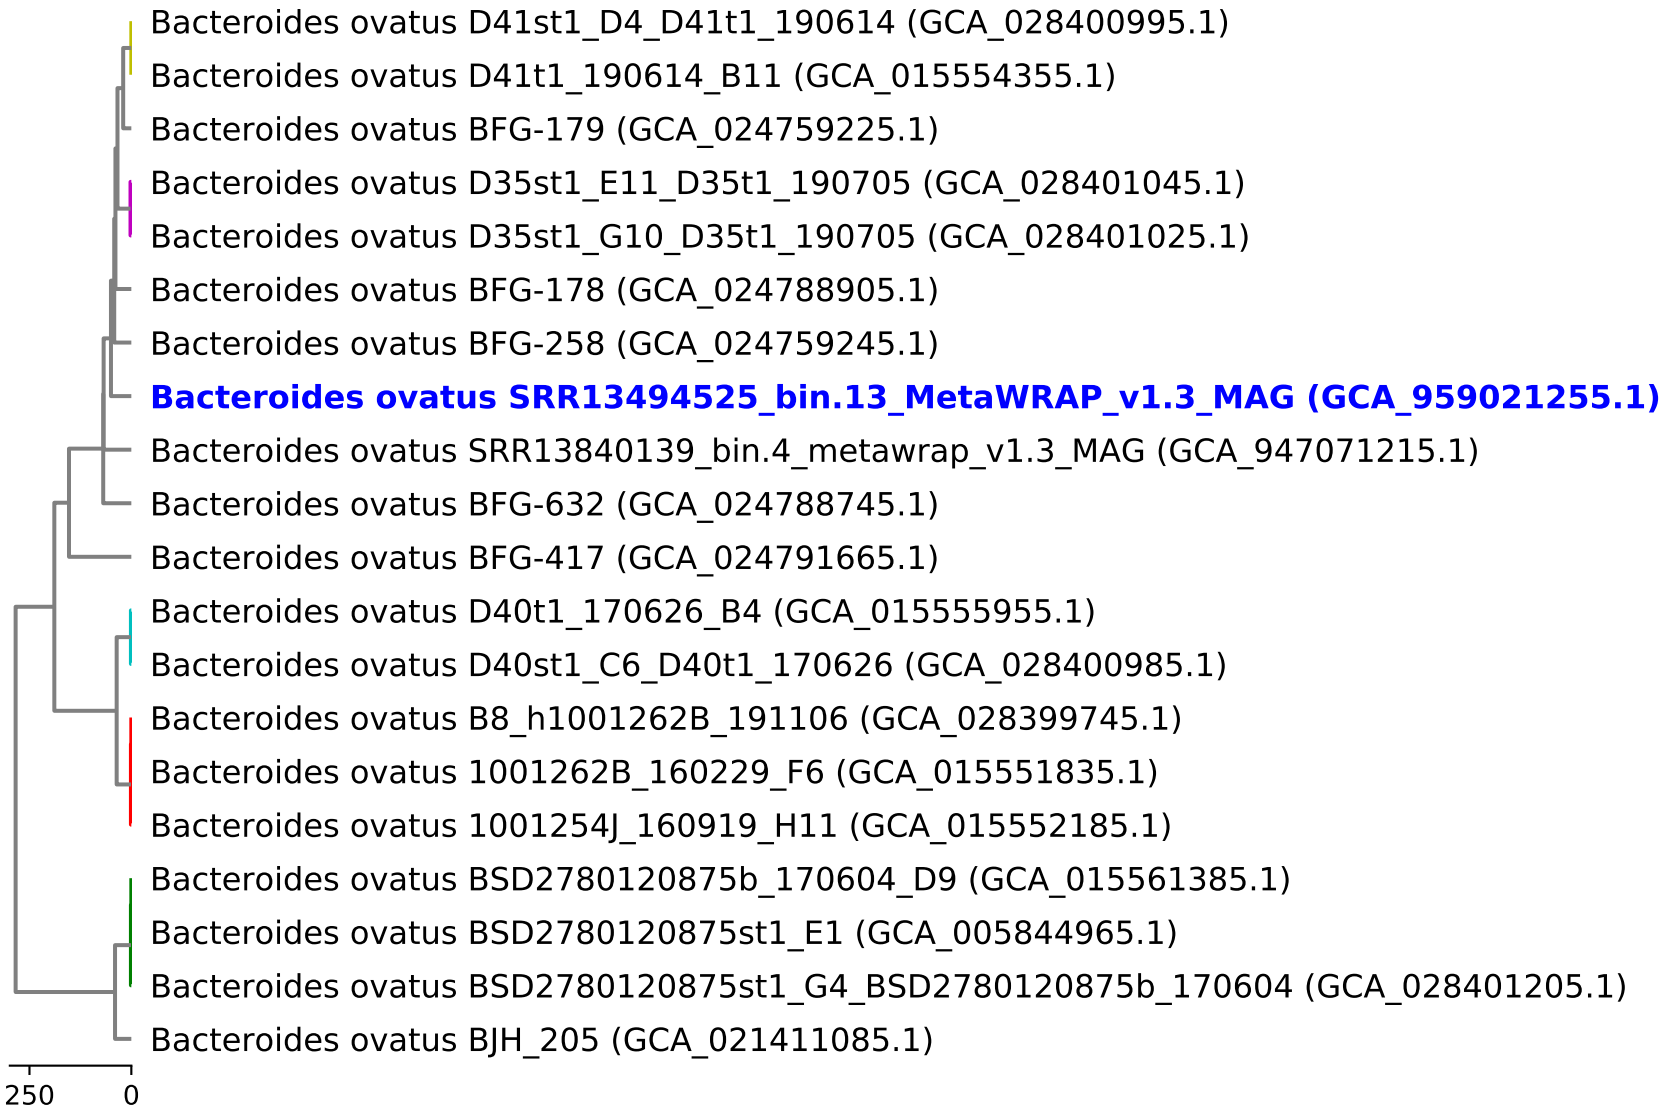 Bacteroides ovatus D41st1_D4_D41t1_190614 (GCA_028400995.1)
Bacteroides ovatus D41t1_190614_B11 (GCA_015554355.1)
Bacteroides ovatus BFG-179 (GCA_024759225.1)
Bacteroides ovatus D35st1_E11_D35t1_190705 (GCA_028401045.1)
Bacteroides ovatus D35st1_G10_D35t1_190705 (GCA_028401025.1)
Bacteroides ovatus BFG-178 (GCA_024788905.1)
Bacteroides ovatus BFG-258 (GCA_024759245.1)
Bacteroides ovatus SRR13494525_bin.13_MetaWRAP_v1.3_MAG (GCA_959021255.1)
Bacteroides ovatus SRR13840139_bin.4_metawrap_v1.3_MAG (GCA_947071215.1)
Bacteroides ovatus BFG-632 (GCA_024788745.1)
Bacteroides ovatus BFG-417 (GCA_024791665.1)
Bacteroides ovatus D40t1_170626_B4 (GCA_015555955.1)
Bacteroides ovatus D40st1_C6_D40t1_170626 (GCA_028400985.1)
Bacteroides ovatus B8_h1001262B_191106 (GCA_028399745.1)
Bacteroides ovatus 1001262B_160229_F6 (GCA_015551835.1)
Bacteroides ovatus 1001254J_160919_H11 (GCA_015552185.1)
Bacteroides ovatus BSD2780120875b_170604_D9 (GCA_015561385.1)
Bacteroides ovatus BSD2780120875st1_E1 (GCA_005844965.1)
Bacteroides ovatus BSD2780120875st1_G4_BSD2780120875b_170604 (GCA_028401205.1)
Bacteroides ovatus BJH_205 (GCA_021411085.1)
250 0